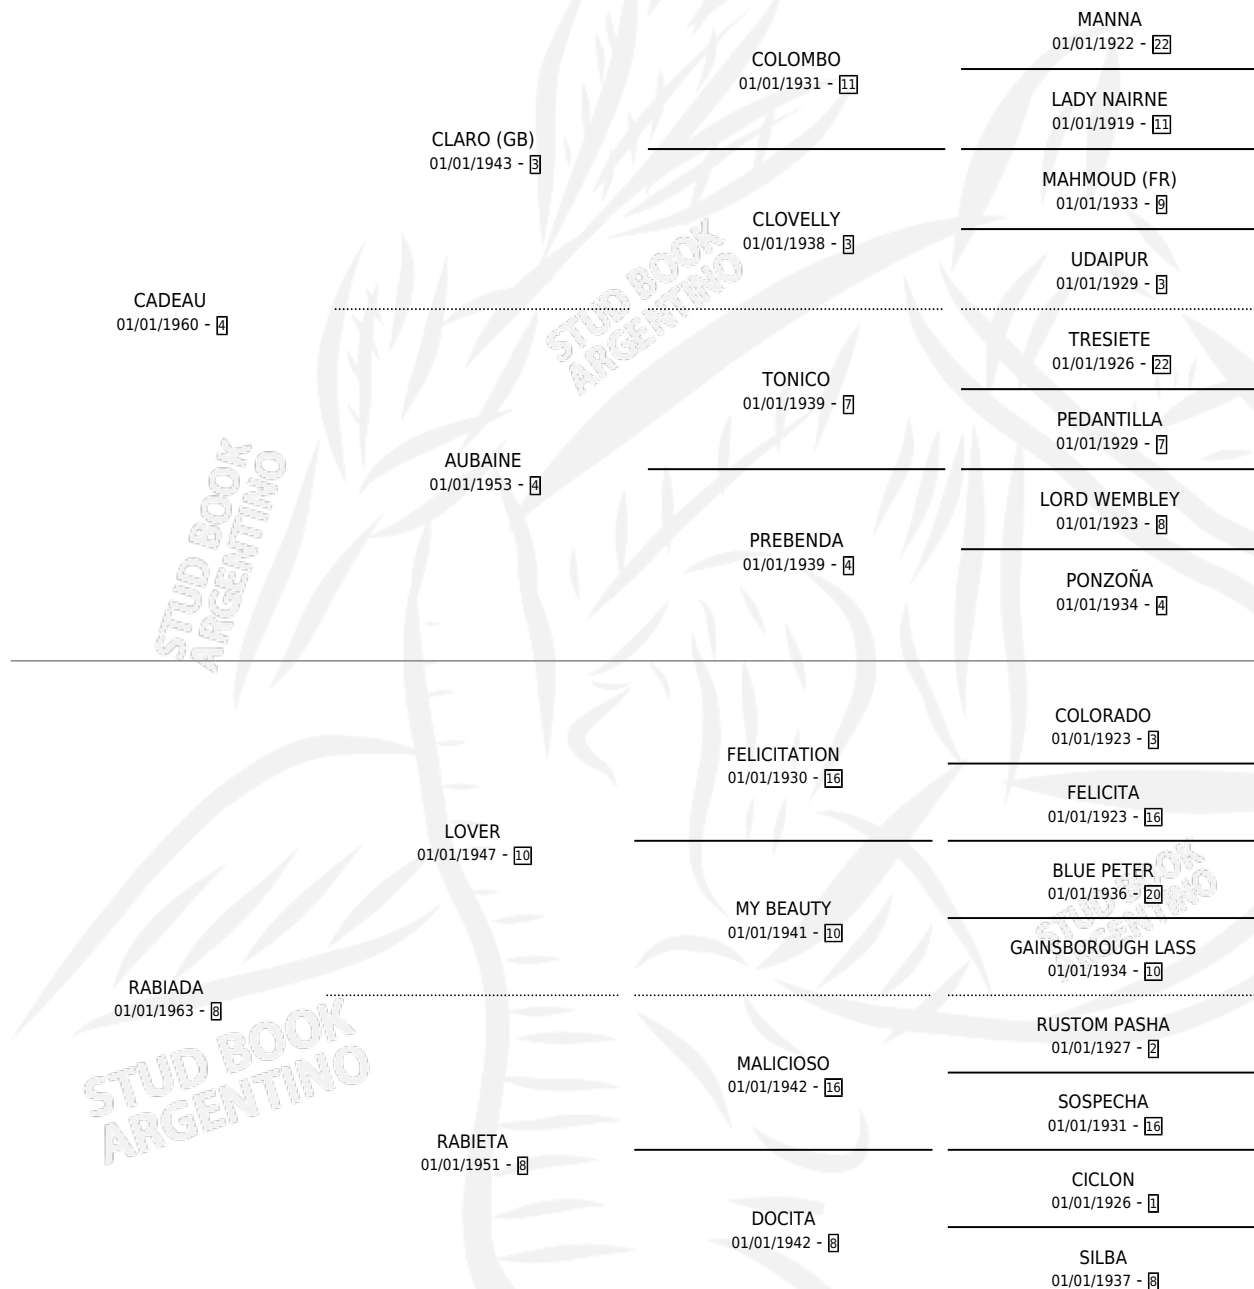 MANNA
01/01/1922 - 22
COLOMBO
01/01/1931 - 11
LADY NAIRNE
01/01/1919 - 11
CLARO (GB)
01/01/1943 - 3
MAHMOUD (FR)
01/01/1933 - 9
CLOVELLY
01/01/1938 - 3
UDAIPUR
01/01/1929 - 3
CADEAU
01/01/1960 - 4
STUD BOOK
ARGENTINO
TRESIETE
01/01/1926 - 22
TONICO
01/01/1939 - 7
PEDANTILLA
01/01/1929 - 7
AUBAINE
01/01/1953 - 4
LORD WEMBLEY
01/01/1923 - 8
PREBENDA
01/01/1939 - 4
PONZOÑA
01/01/1934 - 4
STUD BOOK
ARGENTINO
COLORADO
01/01/1923 - 3
FELICITATION
01/01/1930 - 16
FELICITA
01/01/1923 - 16
LOVER
01/01/1947 - 10
BLUE PETER
01/01/1936 - 20
MY BEAUTY
01/01/1941 - 10
GAINSBOROUGH LASS
01/01/1934 - 10
STUD BOOK
ARGENTINO
RABIADA
01/01/1963 - 8
RUSTOM PASHA
01/01/1927 - 2
MALICIOSO
01/01/1942 - 16
SOSPECHA
01/01/1931 - 16
STUD BOOK
ARGENTINO
RABIETA
01/01/1951 - 8
CICLON
01/01/1926 - 1
DOCITA
01/01/1942 - 8
SILBA
01/01/1937 - 8